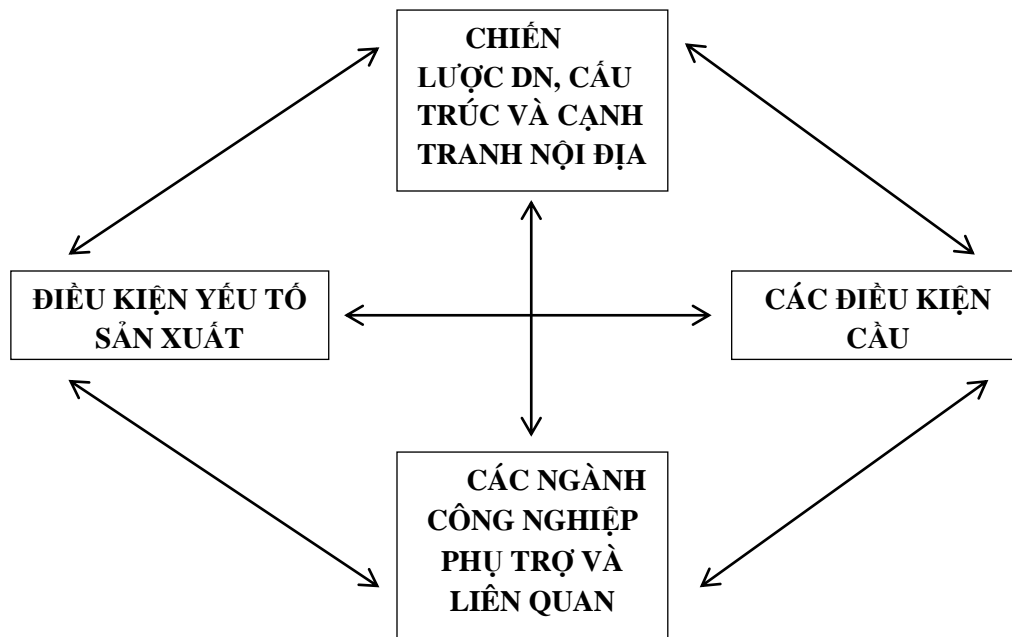 CHIẾN
LƯỢC DN, CẤU
TRÚC VÀ CẠNH
TRANH NỘI ĐỊA
ĐIỀU KIỆN YẾU TỐ
SẢN XUẤT
CÁC ĐIỀU KIỆN
CẦU
CÁC NGÀNH
CÔNG NGHIỆP
PHỤ TRỢ VÀ
LIÊN QUAN